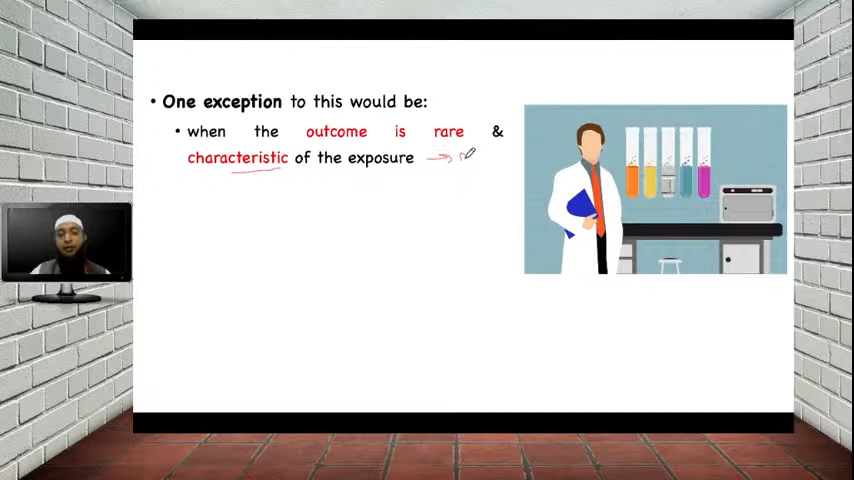 • One exception to this would be:
• when the outcome is rare &
characteristic of the exposure →